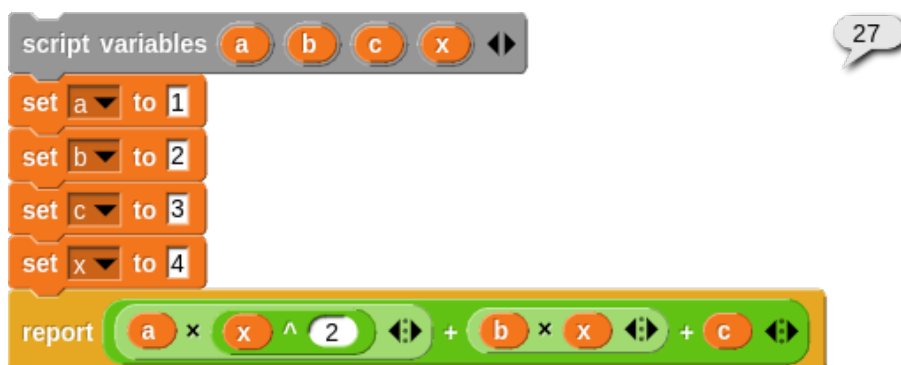 script variables a b c x
27
set a to 1
set b to 2
set c to 3
set x to 4
report a × x ^ 2 + b × x + c